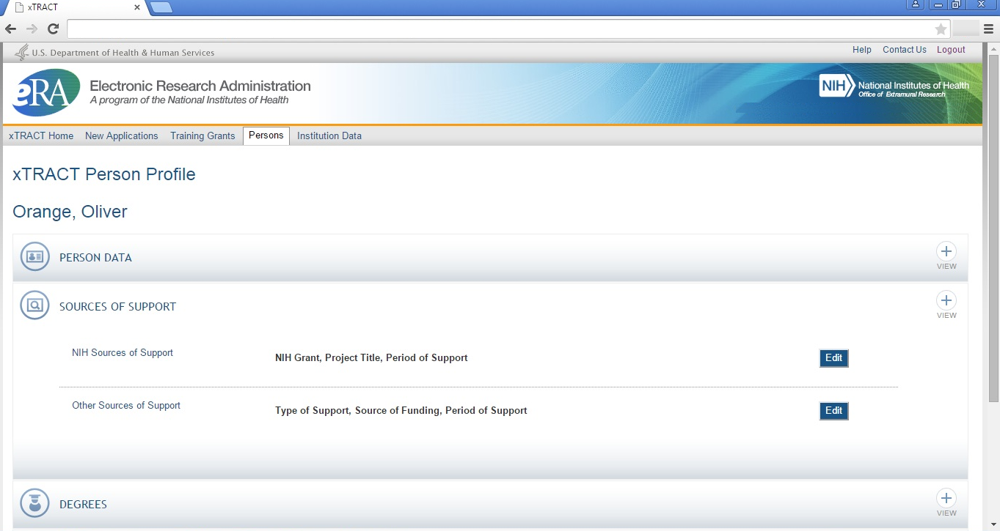 xTRACT
U.S. Department of Health & Human Services
Help Contact Us Logout
eRA
Electronic Research Administration
A program of the National Institutes of Health
NIH National Institutes of Health
Office of Extramural Research
xTRACT Home New Applications Training Grants Persons Institution Data
xTRACT Person Profile
Orange, Oliver
PERSON DATA
VIEW
SOURCES OF SUPPORT
VIEW
NIH Sources of Support
NIH Grant, Project Title, Period of Support
Edit
Other Sources of Support
Type of Support, Source of Funding, Period of Support
Edit
DEGREES
VIEW